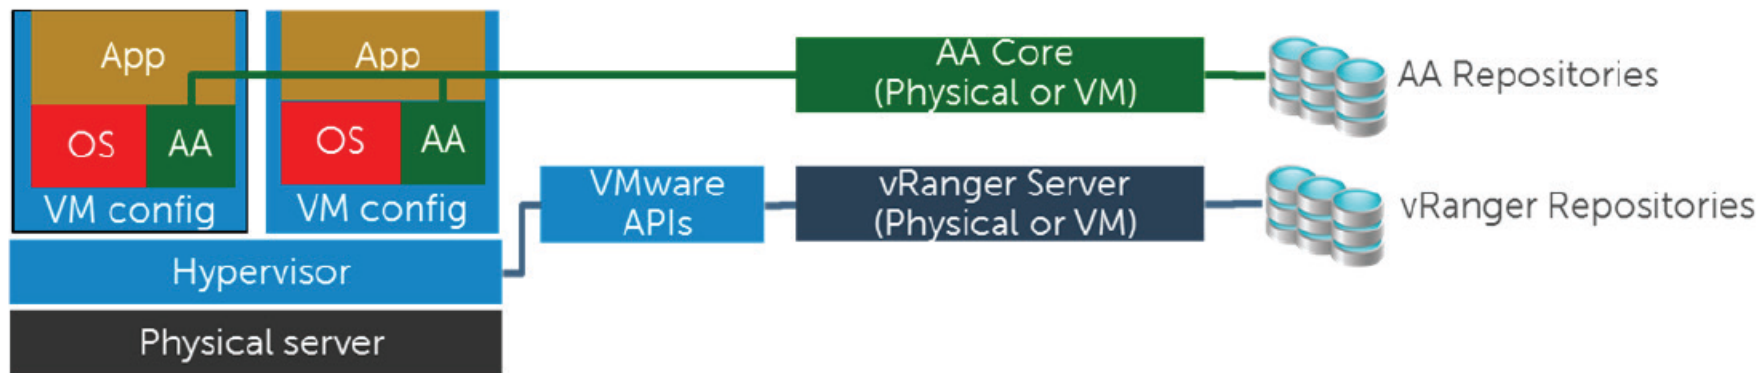 App
OS
AA
VM config
App
OS
AA
VM config
Hypervisor
Physical server
VMware
APIs
AA Core
(Physical or VM)
AA Repositories
vRanger Server
(Physical or VM)
vRanger Repositories